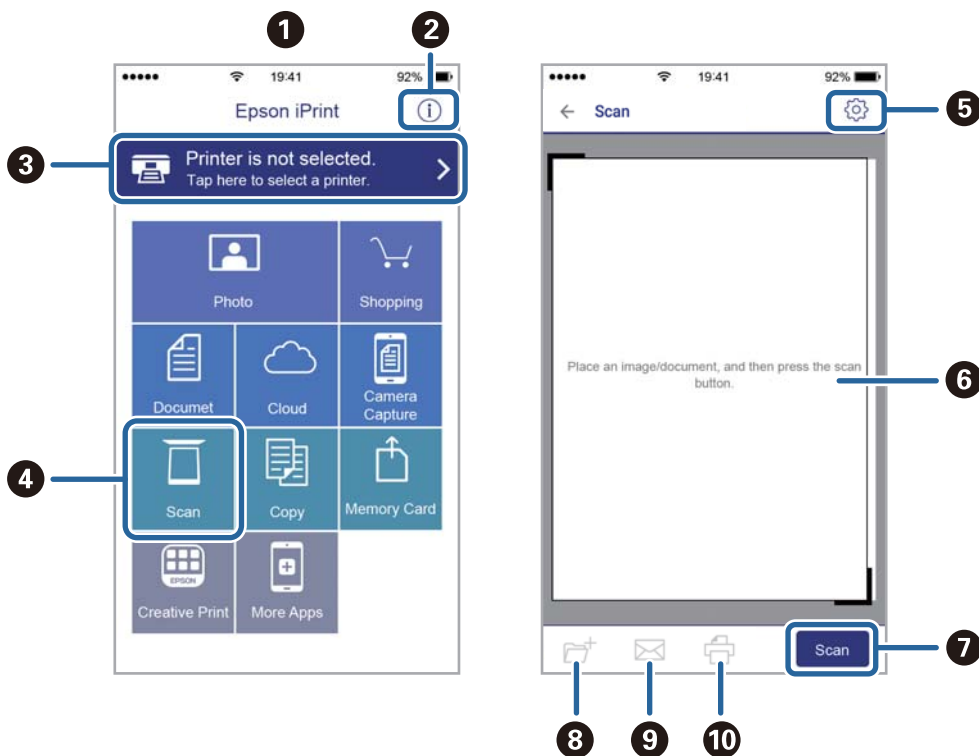 1
2
19:41
92%
Epson iPrint
i
3
Printer is not selected.
Tap here to select a printer.
Photo
Shopping
Documet
Cloud
Camera
Capture
4
Scan
Copy
Memory Card
EPSON
Creative Print
More Apps
19:41
92%
Scan
5
Place an image/document, and then press the scan
button.
6
Scan
7
8
9
10